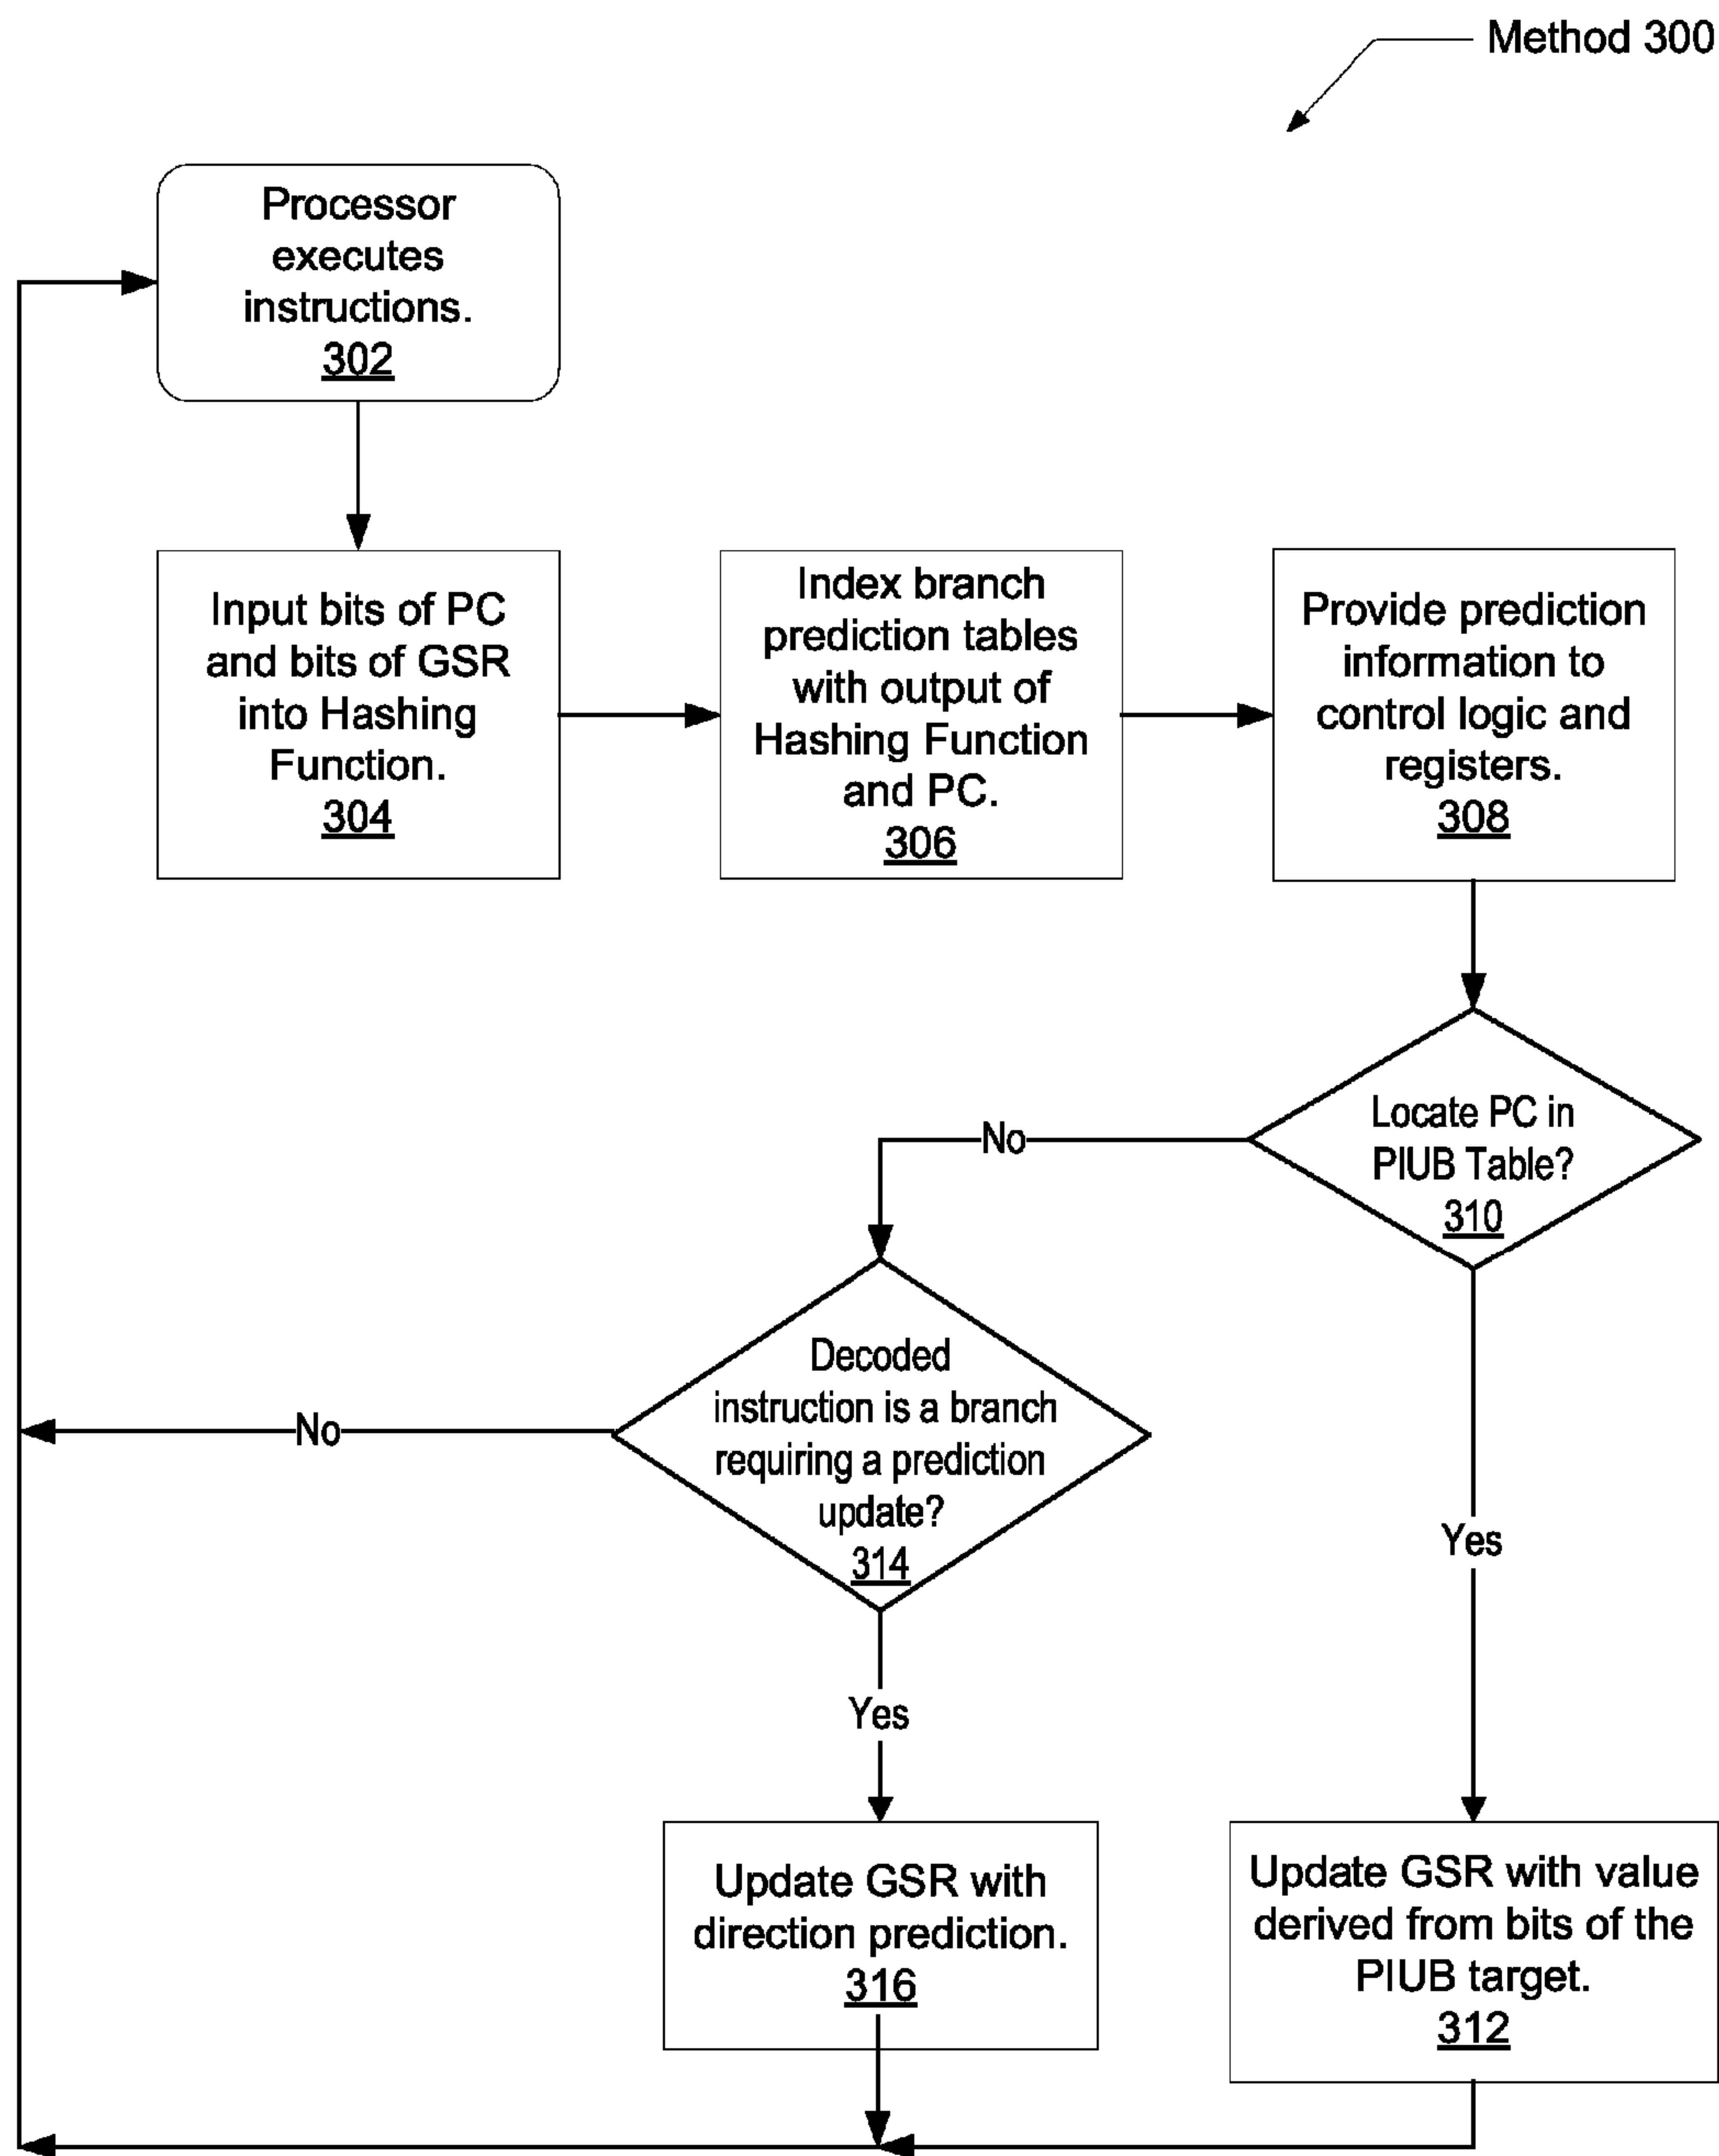 Method 300
Processor
executes
instructions.
302
Input bits of PC
and bits of GSR
into Hashing
Function.
304
Index branch
prediction tables
with output of
Hashing Function
and PC.
306
Provide prediction
information to
control logic and
registers.
308
Locate PC in
PIUB Table?
310
No
Decoded
instruction is a branch
requiring a prediction
update?
314
No
Yes
Yes
Update GSR with
direction prediction.
316
Update GSR with value
derived from bits of the
PIUB target.
312